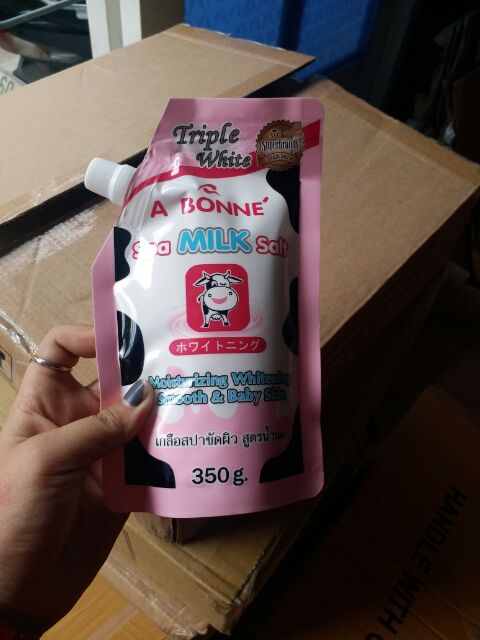 Triple
White
Superbrands
A BONNE'
Spa MILK Salt
ホワイトニング
Moisturizing Whitening
Smooth & Baby Skin
เกลือสปาขัดผิว สูตรน้ำนม
350 g.
HANDLE WITH